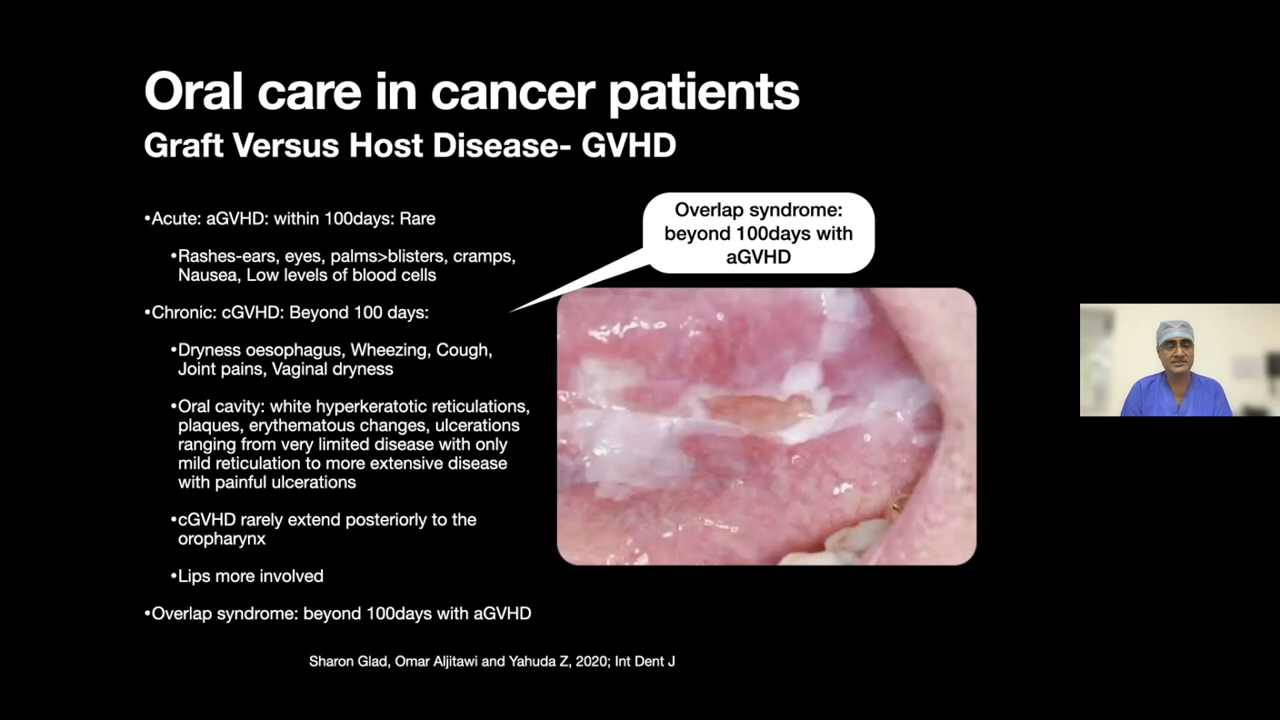 Oral care in cancer patients
Graft Versus Host Disease- GVHD
•Acute: aGVHD: within 100days: Rare
•Rashes-ears, eyes, palms>blisters, cramps,
Nausea, Low levels of blood cells
•Chronic: cGVHD: Beyond 100 days:
•Dryness oesophagus, Wheezing, Cough,
Joint pains, Vaginal dryness
•Oral cavity: white hyperkeratotic reticulations,
plaques, erythematous changes, ulcerations
ranging from very limited disease with only
mild reticulation to more extensive disease
with painful ulcerations
•cGVHD rarely extend posteriorly to the
oropharynx
•Lips more involved
•Overlap syndrome: beyond 100days with aGVHD
Overlap syndrome:
beyond 100days with
aGVHD
Sharon Glad, Omar Aljitawi and Yahuda Z, 2020; Int Dent J